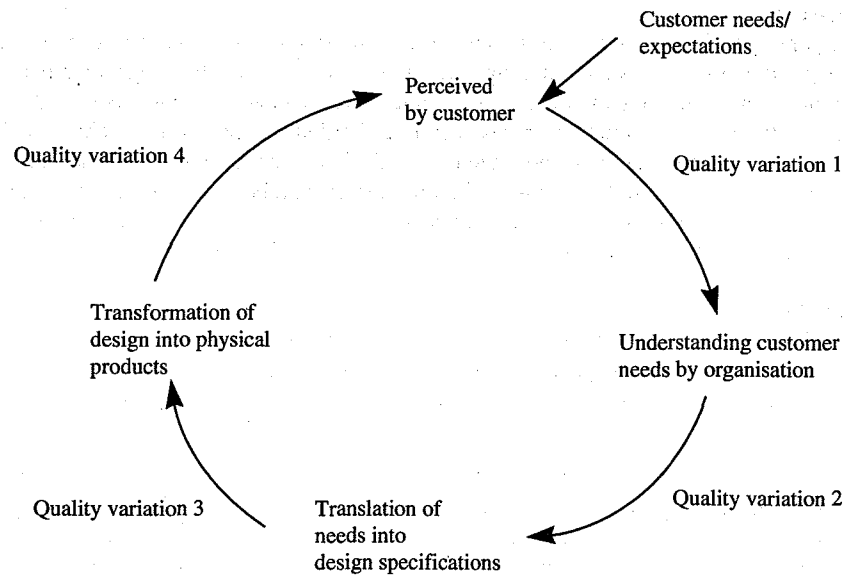 Customer needs/
expectations
Perceived
by customer
Quality variation 4
Quality variation 1
Transformation of
design into physical
products
Understanding customer
needs by organisation
Quality variation 3
Translation of
needs into
design specifications
Quality variation 2